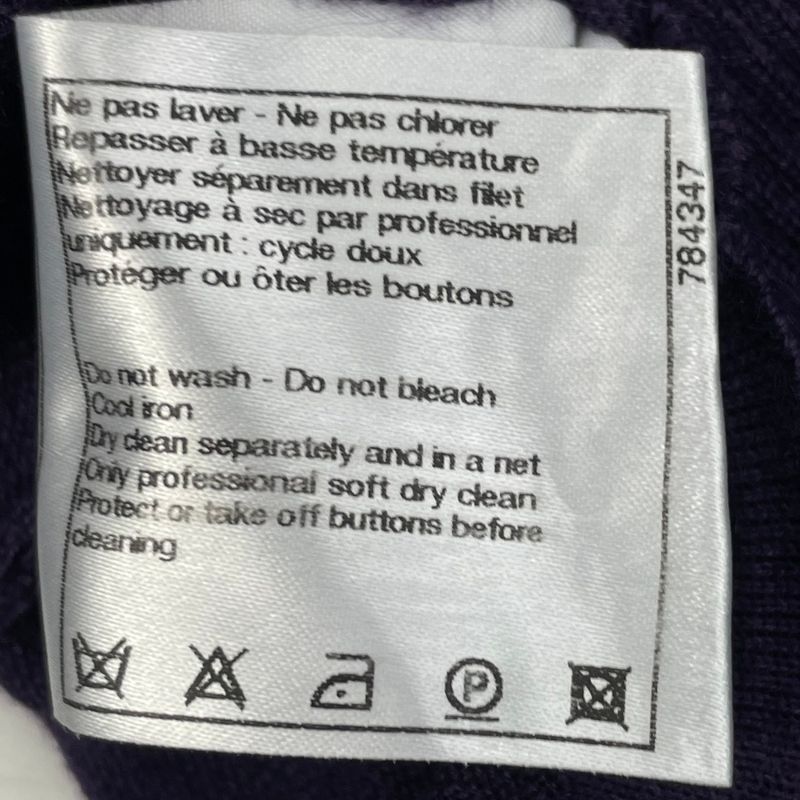 Ne pas laver - Ne pas chlorer
Repasser à basse température
Nettoyer séparement dans filet
Nettoyage à sec par professionnel
uniquement : cycle doux
Protéger ou ôter les boutons
Do not wash - Do not bleach
Cool iron
Dry clean separately and in a net
Only professional soft dry clean
Protect or take off buttons before
cleaning
P
784347